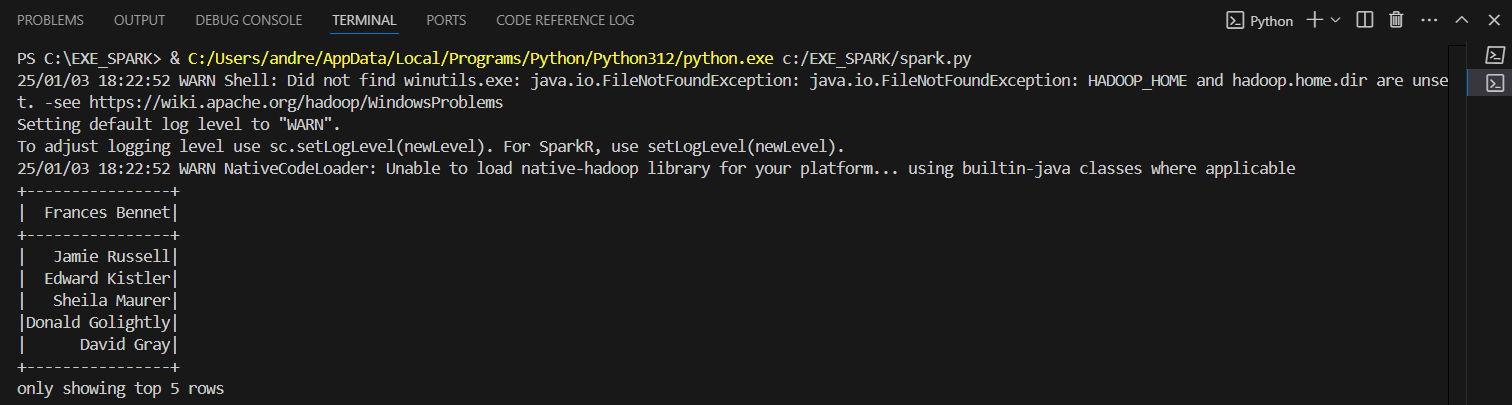 PROBLEMS OUTPUT DEBUG CONSOLE TERMINAL PORTS CODE REFERENCE LOG Python
PS C:\EXE_SPARK> & C:/Users/andre/AppData/Local/Programs/Python/Python312/python.exe c:/EXE_SPARK/spark.py
25/01/03 18:22:52 WARN Shell: Did not find winutils.exe: java.io.FileNotFoundException: java.io.FileNotFoundException: HADOOP_HOME and hadoop.home.dir are unse
t. -see https://wiki.apache.org/hadoop/WindowsProblems
Setting default log level to "WARN".
To adjust logging level use sc.setLogLevel(newLevel). For SparkR, use setLogLevel(newLevel).
25/01/03 18:22:52 WARN NativeCodeLoader: Unable to load native-hadoop library for your platform... using builtin-java classes where applicable
+----------------+
|  Frances Bennet|
+----------------+
|   Jamie Russell|
|  Edward Kistler|
|   Sheila Maurer|
|Donald Golightly|
|      David Gray|
+----------------+
only showing top 5 rows